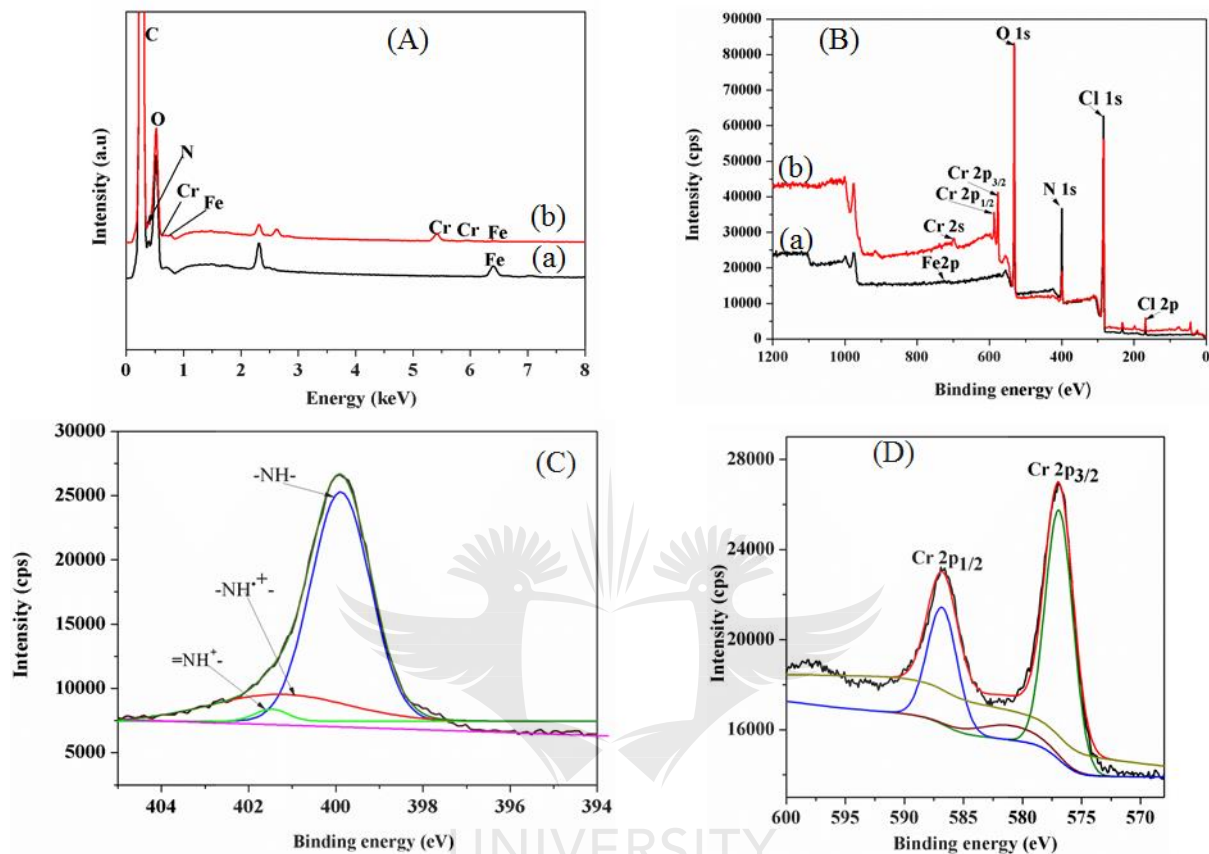 (A)
C
O
N
Cr
Fe
Cr Cr Fe
(b)
Fe
(a)
Intensity (a.u)
0 1 2 3 4 5 6 7 8
Energy (keV)
(B)
90000
80000
70000
60000
50000
40000
30000
20000
10000
0
Intensity (cps)
O 1s
Cl 1s
(b)
Cr 2p3/2
Cr 2p1/2
N 1s
Cr 2s
(a)
Fe2p
Cl 2p
1200 1000 800 600 400 200 0
Binding energy (eV)
(C)
30000
25000
20000
15000
10000
5000
Intensity (cps)
-NH-
-NH•+-
=NH+-
404 402 400 398 396 394
Binding energy (eV)
(D)
28000
24000
20000
16000
Intensity (cps)
Cr 2p3/2
Cr 2p1/2
600 595 590 585 580 575 570
Binding energy (eV)
UNIVERSITY